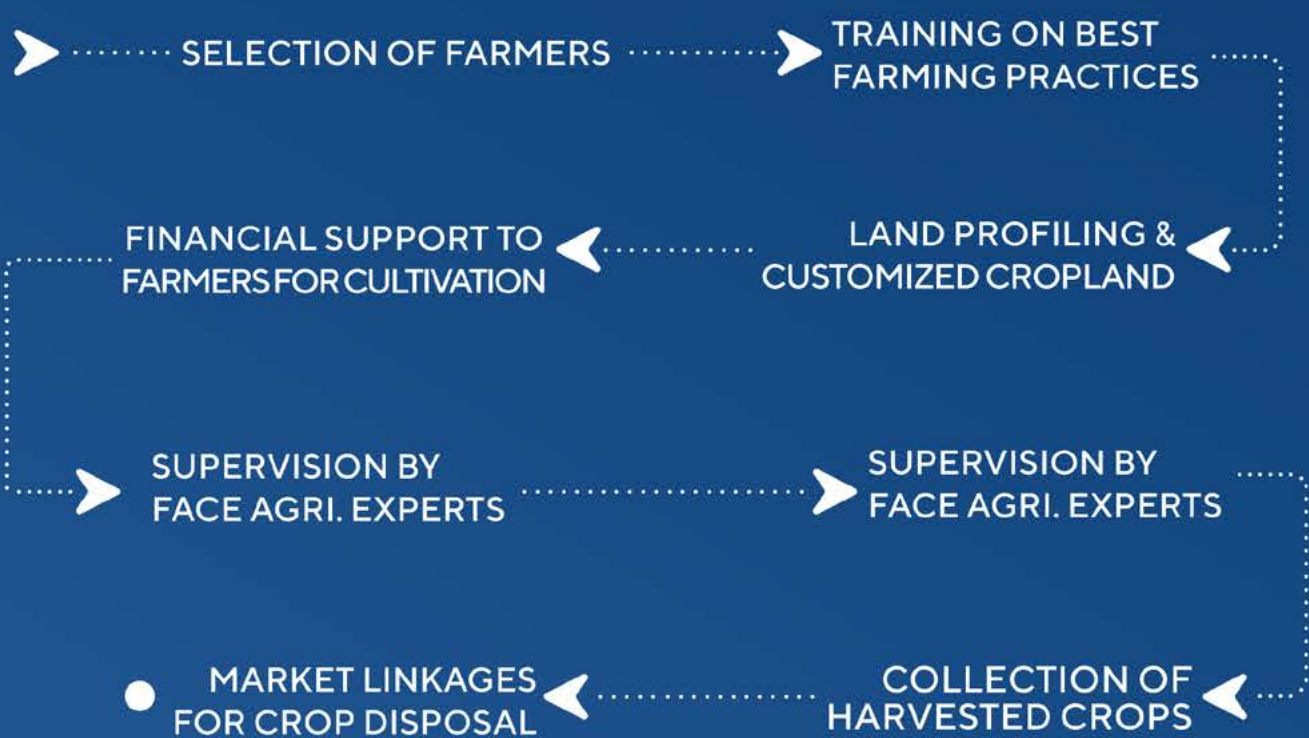 SELECTION OF FARMERS
TRAINING ON BEST
FARMING PRACTICES
LAND PROFILING &
CUSTOMIZED CROPLAND
FINANCIAL SUPPORT TO
FARMERS FOR CULTIVATION
SUPERVISION BY
FACE AGRI. EXPERTS
SUPERVISION BY
FACE AGRI. EXPERTS
COLLECTION OF
HARVESTED CROPS
MARKET LINKAGES
FOR CROP DISPOSAL